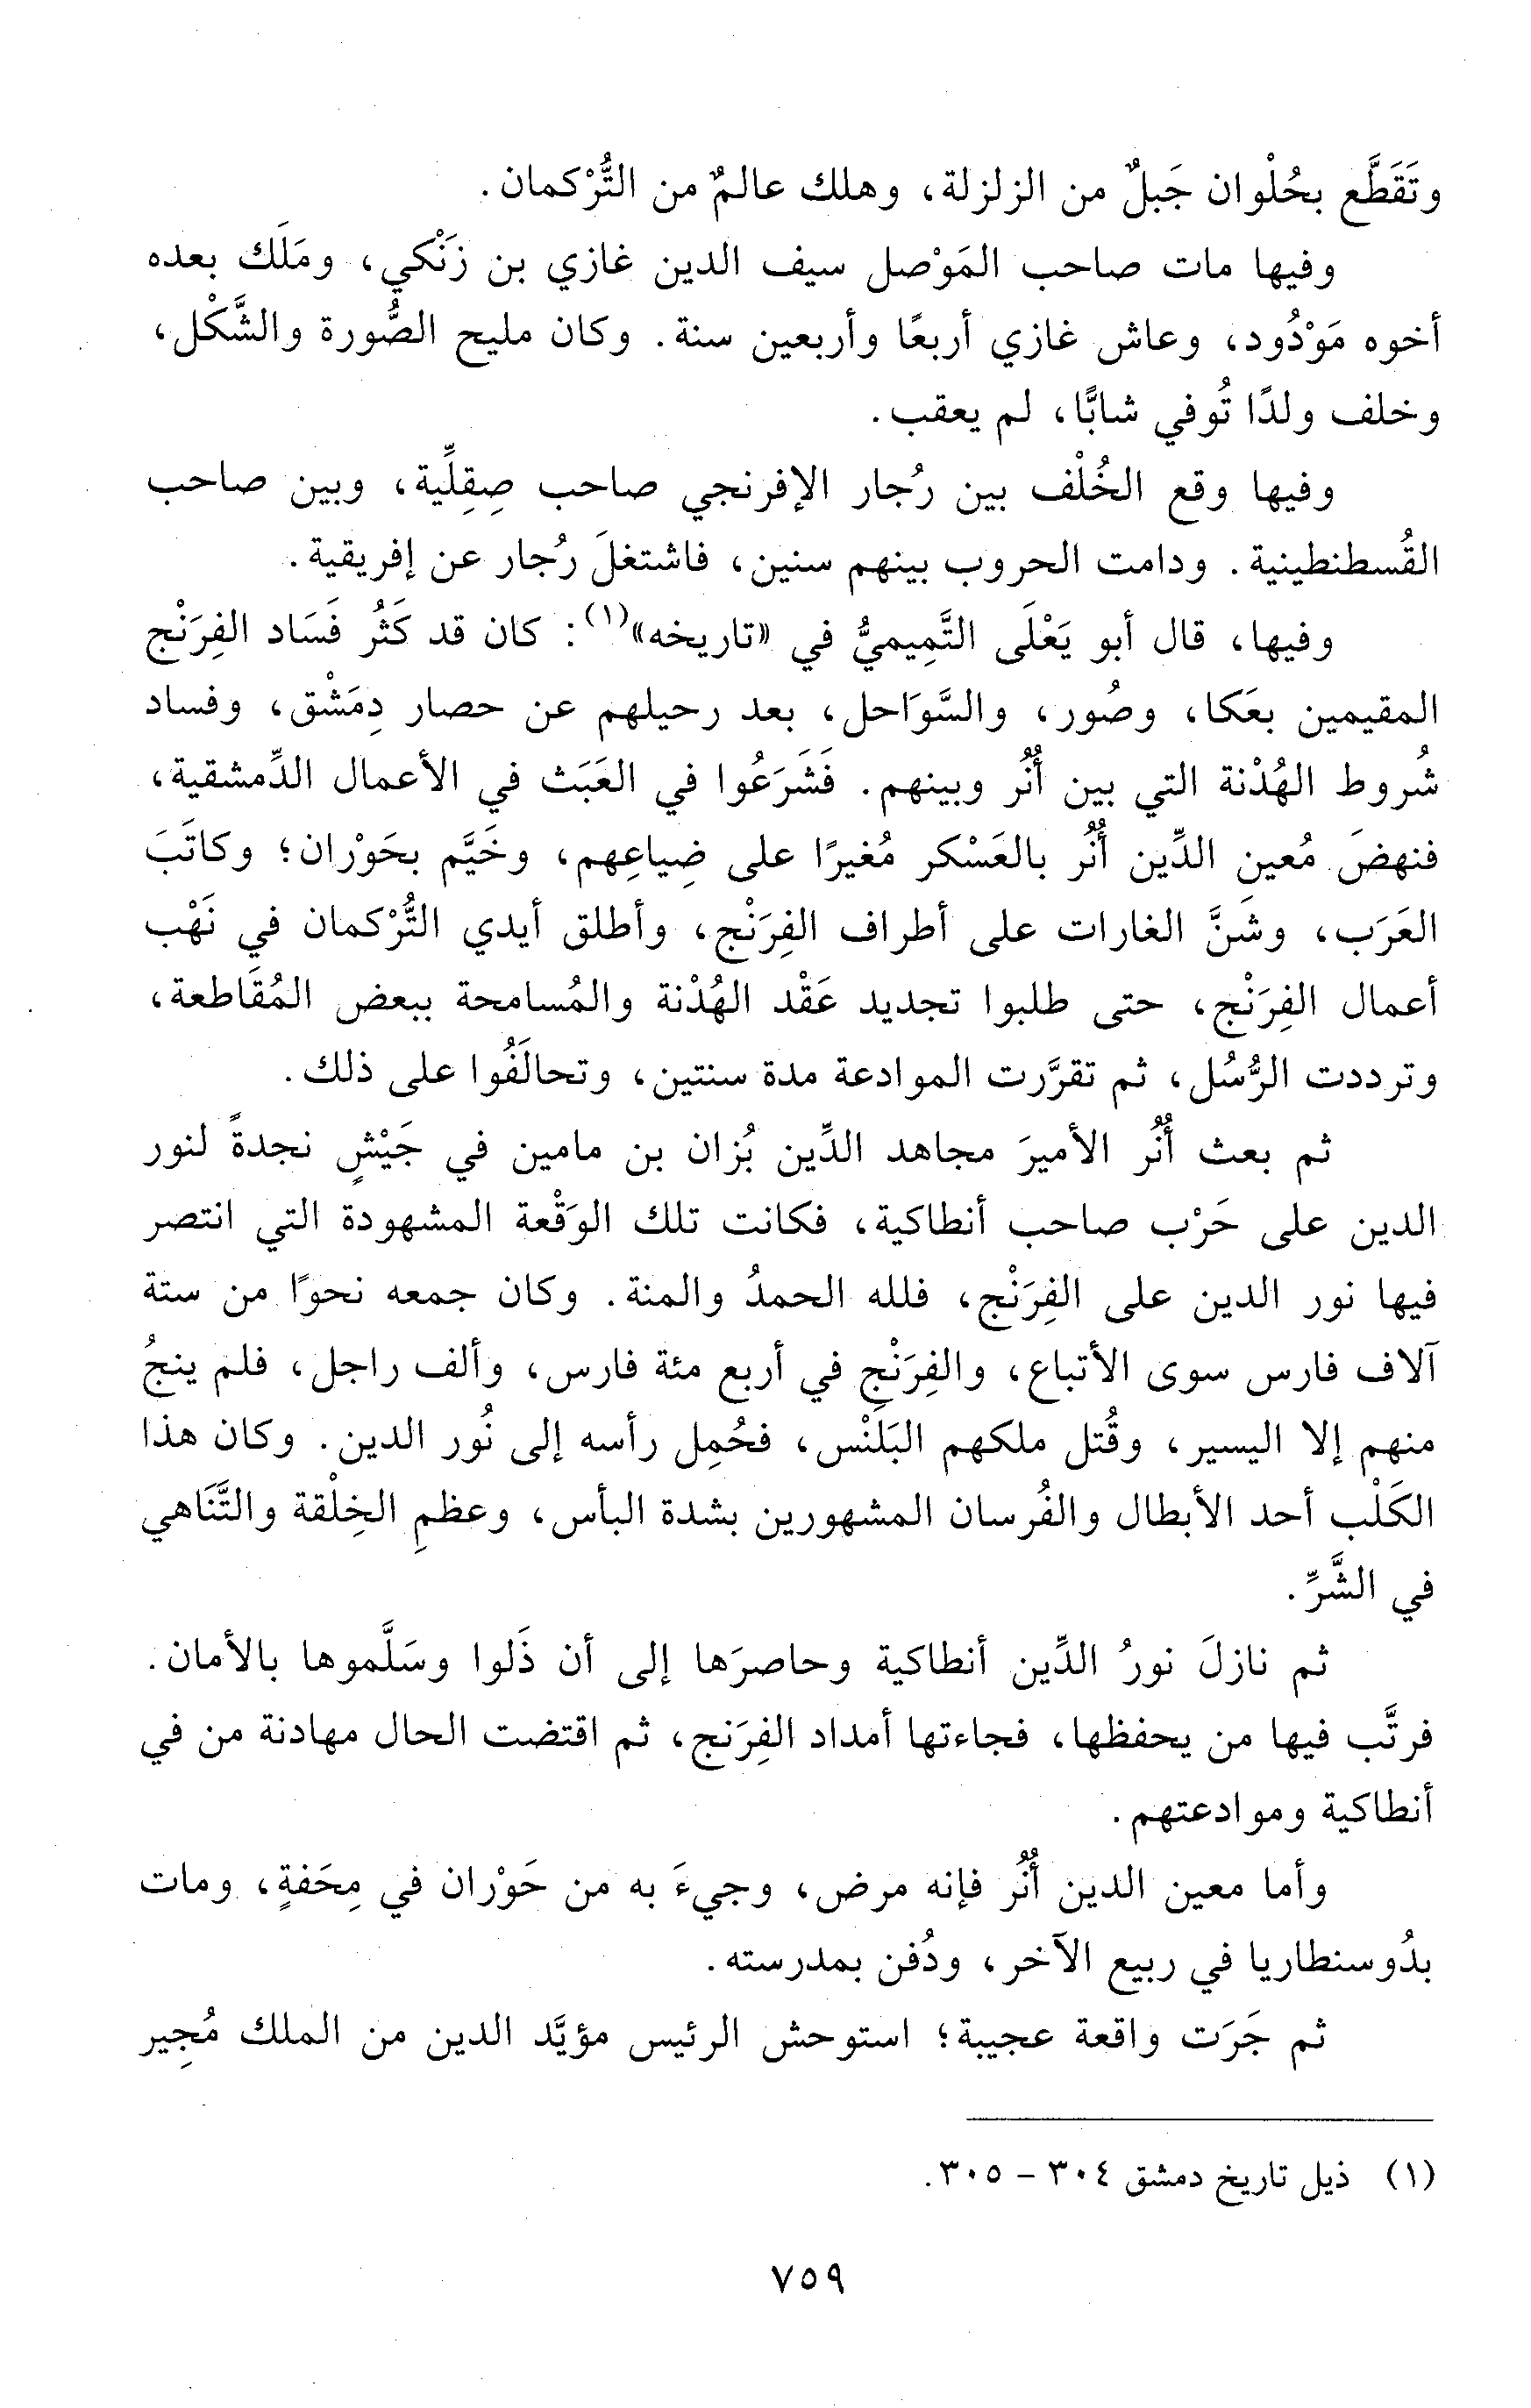 وتَقَطَّع بحُلْوان جَبلٌ من الزلزلة، وهلك عالمٌ من التُّرْكمان.
وفيها مات صاحب المَوْصل سيف الدين غازي بن زَنْكي، ومَلَك بعده
أخوه مَوْدُود، وعاش غازي أربعًا وأربعين سنة. وكان مليح الصُّورة والشَّكْل،
وخلف ولدًا تُوفي شابًّا، لم يعقب.
وفيها وقع الخُلْف بين رُجار الإفرنجي صاحب صِقِلِّية، وبين صاحب
القُسطنطينية. ودامت الحروب بينهم سنين، فاشتغلَ رُجار عن إفريقية.
وفيها، قال أبو يَعْلَى التَّمِيميُّ في «تاريخه»(١): كان قد كَثُر فَسَاد الفِرَنْج
المقيمين بعَكا، وصُور، والسَّوَاحل، بعد رحيلهم عن حصار دِمَشْق، وفساد
شُروط الهُدْنة التي بين أُنُر وبينهم. فَشَرَعُوا في العَبَث في الأعمال الدِّمشقية،
فنهضَ مُعين الدِّين أُنُر بالعَسْكر مُغيرًا على ضِياعِهم، وخَيَّم بحَوْران؛ وكاتَبَ
العَرَب، وشَنَّ الغارات على أطراف الفِرَنْج، وأطلق أيدي التُّرْكمان في نَهْب
أعمال الفِرَنْج، حتى طلبوا تجديد عَقْد الهُدْنة والمُسامحة ببعض المُقَاطعة،
وترددت الرُّسُل، ثم تقرَّرت الموادعة مدة سنتين، وتحالَفُوا على ذلك.
ثم بعث أُنُر الأميرَ مجاهد الدِّين بُزان بن مامين في جَيْشٍ نجدةً لنور
الدين على حَرْب صاحب أنطاكية، فكانت تلك الوَقْعة المشهودة التي انتصر
فيها نور الدين على الفِرَنْج، فلله الحمدُ والمنة. وكان جمعه نحوًا من ستة
آلاف فارس سوى الأتباع، والفِرَنْج في أربع مئة فارس، وألف راجل، فلم ينجُ
منهم إلا اليسير، وقُتل ملكهم البَلَنْس، فحُمِل رأسه إلى نُور الدين. وكان هذا
الكَلْب أحد الأبطال والفُرسان المشهورين بشدة البأس، وعظمِ الخِلْقة والتَّنَاهي
في الشَّرِّ.
ثم نازلَ نورُ الدِّين أنطاكية وحاصرَها إلى أن ذَلوا وسَلَّموها بالأمان.
فرتَّب فيها من يحفظها، فجاءتها أمداد الفِرَنج، ثم اقتضت الحال مهادنة من في
أنطاكية وموادعتهم.
وأما معين الدين أُنُر فإنه مرض، وجيءَ به من حَوْران في مِحَفةٍ، ومات
بدُوسنطاريا في ربيع الآخر، ودُفن بمدرسته.
ثم جَرَت واقعة عجيبة؛ استوحش الرئيس مؤيَّد الدين من الملك مُجِير
(١) ذيل تاريخ دمشق ٣٠٤ - ٣٠٥.
٧٥٩